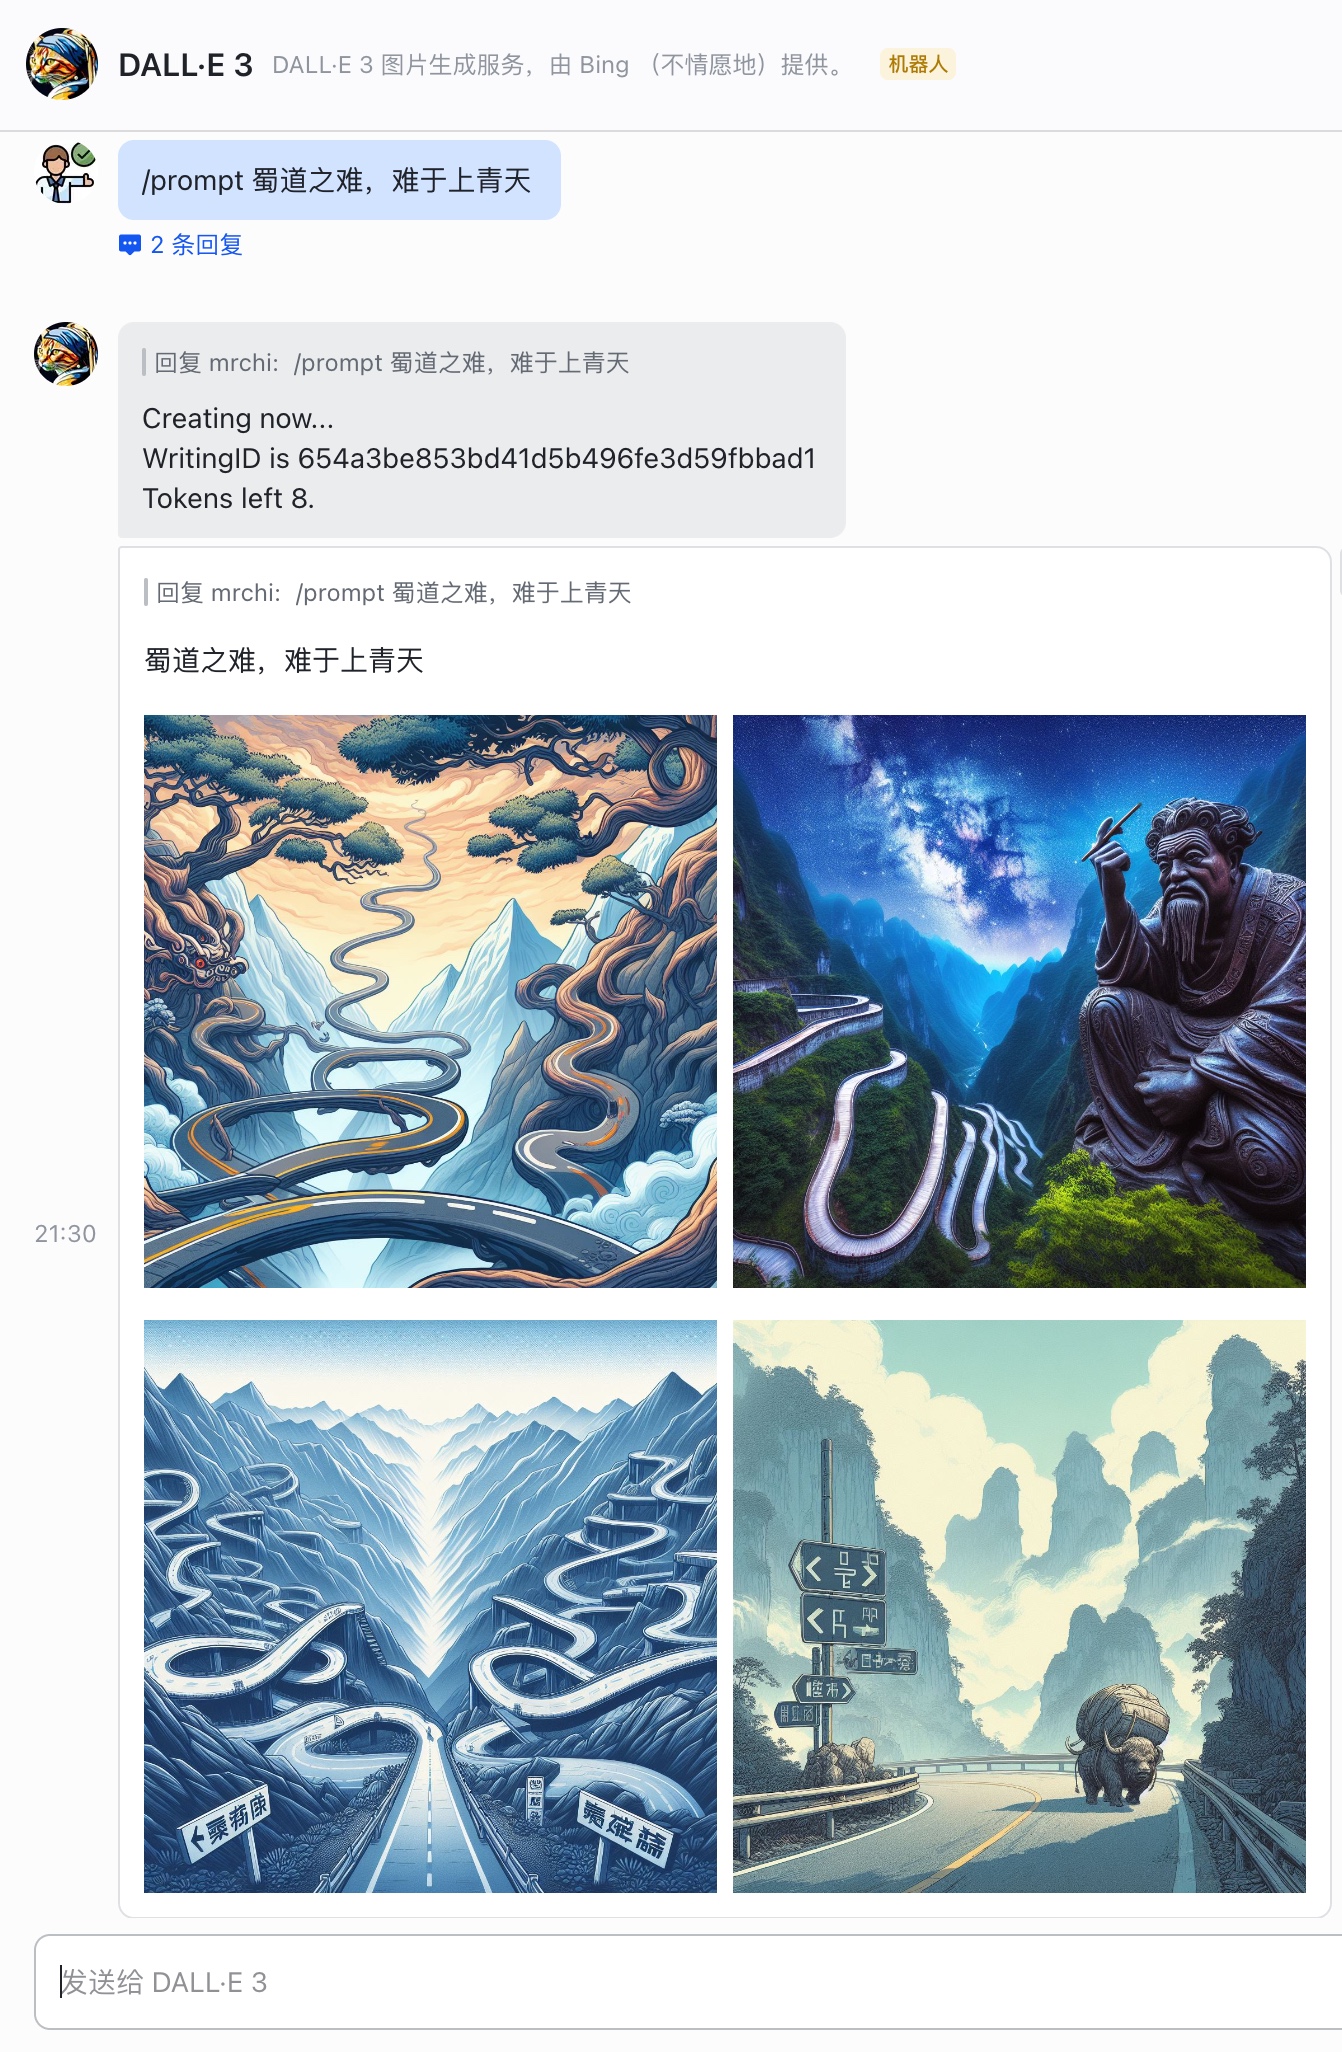 DALL·E 3 DALL·E 3 图片生成服务，由 Bing （不情愿地）提供。 机器人
/prompt 蜀道之难，难于上青天
2 条回复
回复 mrchi: /prompt 蜀道之难，难于上青天
Creating now...
WritingID is 654a3be853bd41d5b496fe3d59fbbad1
Tokens left 8.
回复 mrchi: /prompt 蜀道之难，难于上青天
蜀道之难，难于上青天
21:30
发送给 DALL·E 3